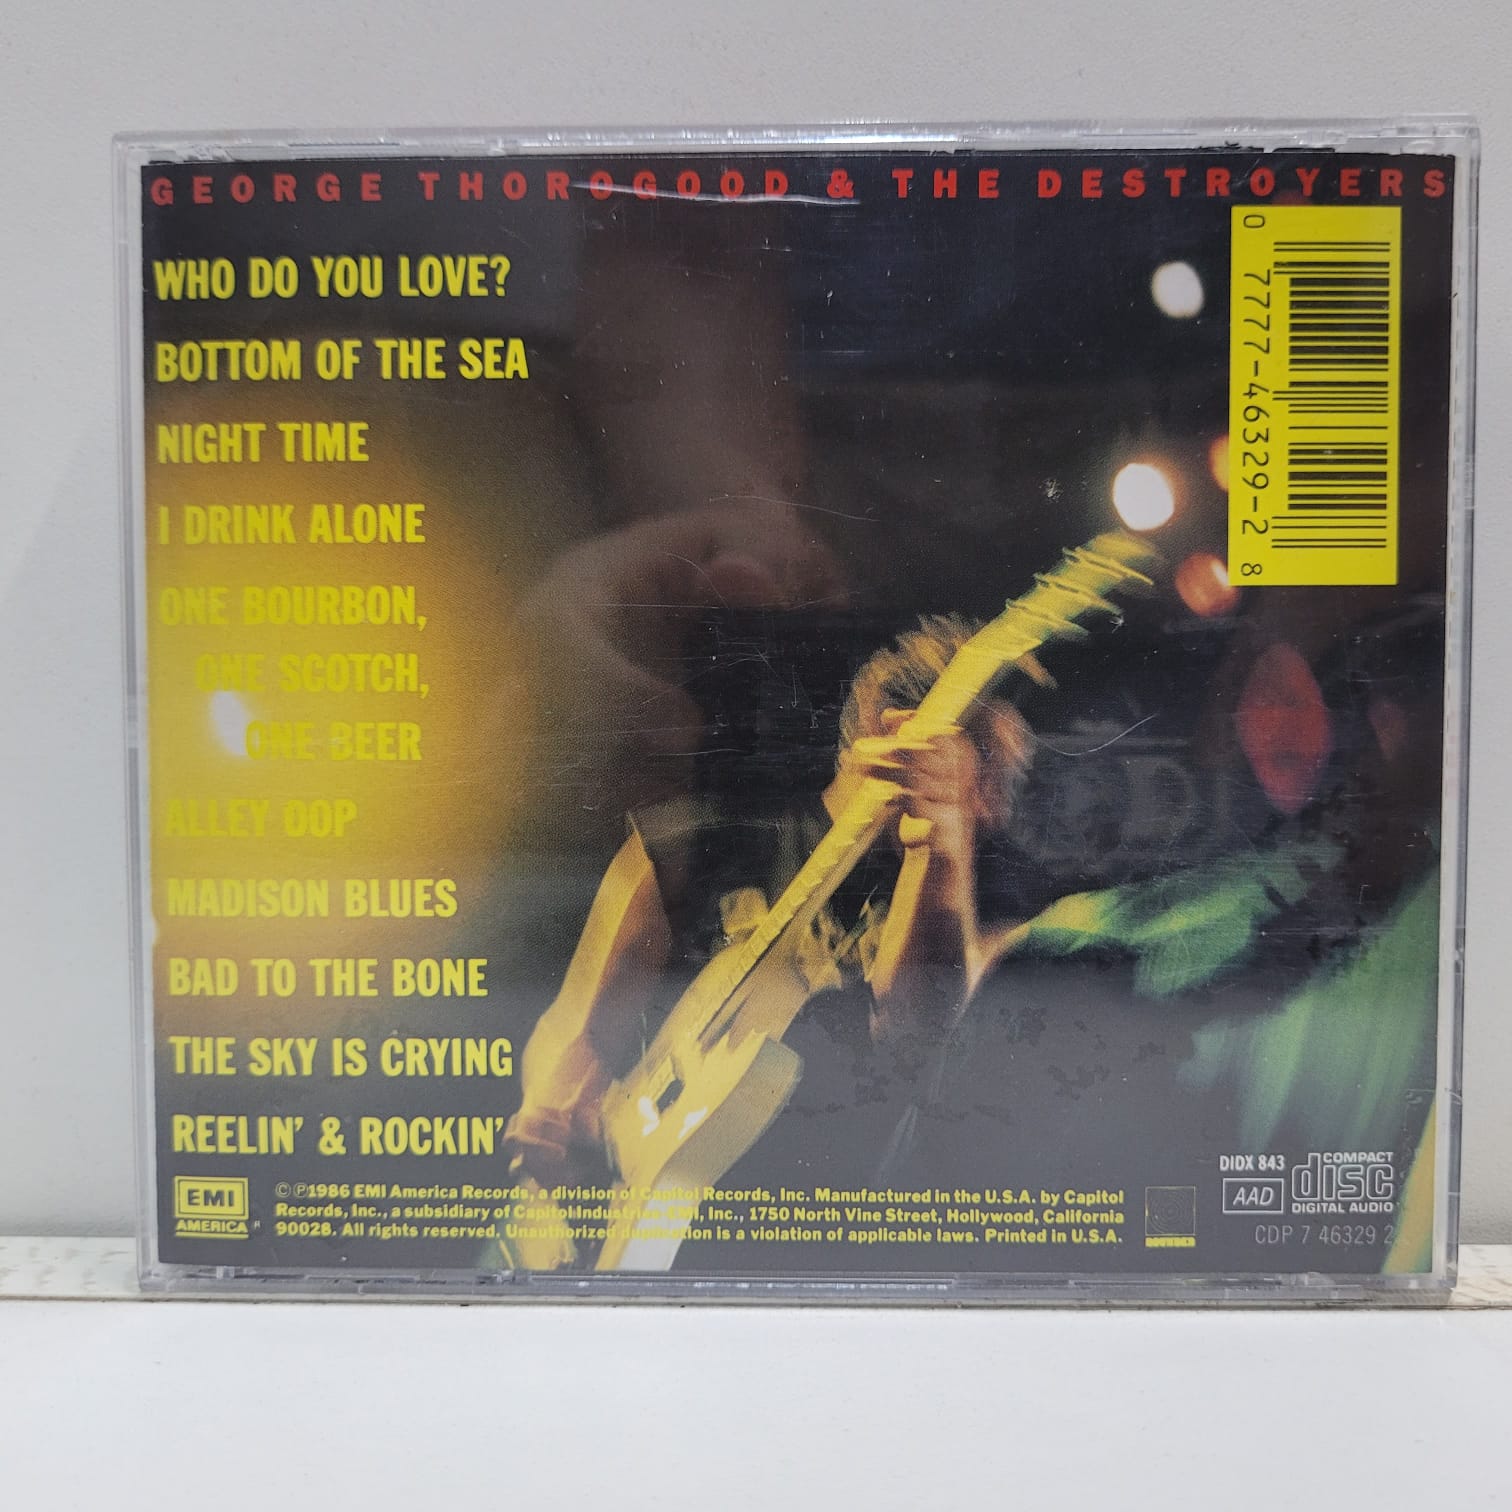 GEORGE THOROGOOD & THE DESTROYERS
WHO DO YOU LOVE?
BOTTOM OF THE SEA
NIGHT TIME
I DRINK ALONE
ONE BOURBON,
ONE SCOTCH,
ONE BEER
ALLEY OOP
MADISON BLUES
BAD TO THE BONE
THE SKY IS CRYING
REELIN' & ROCKIN'
0 7777-46329-2 8
EMI
AMERICA
©℗1986 EMI America Records, a division of Capitol Records, Inc. Manufactured in the U.S.A. by Capitol
Records, Inc., a subsidiary of Capitol Industries-EMI, Inc., 1750 North Vine Street, Hollywood, California
90028. All rights reserved. Unauthorized duplication is a violation of applicable laws. Printed in U.S.A.
ROUNDER
DIDX 843
AAD
COMPACT
disc
DIGITAL AUDIO
CDP 7 46329 2